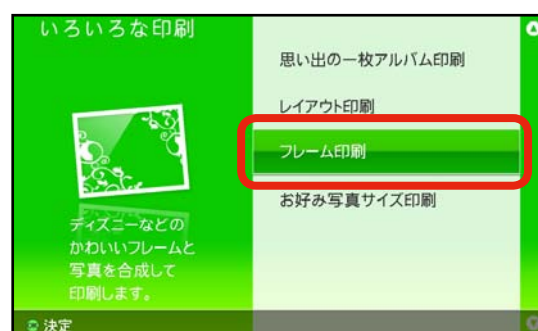 いろいろな印刷
思い出の一枚アルバム印刷
レイアウト印刷
フレーム印刷
お好み写真サイズ印刷
ディズニーなどの
かわいいフレームと
写真を合成して
印刷します。
決定